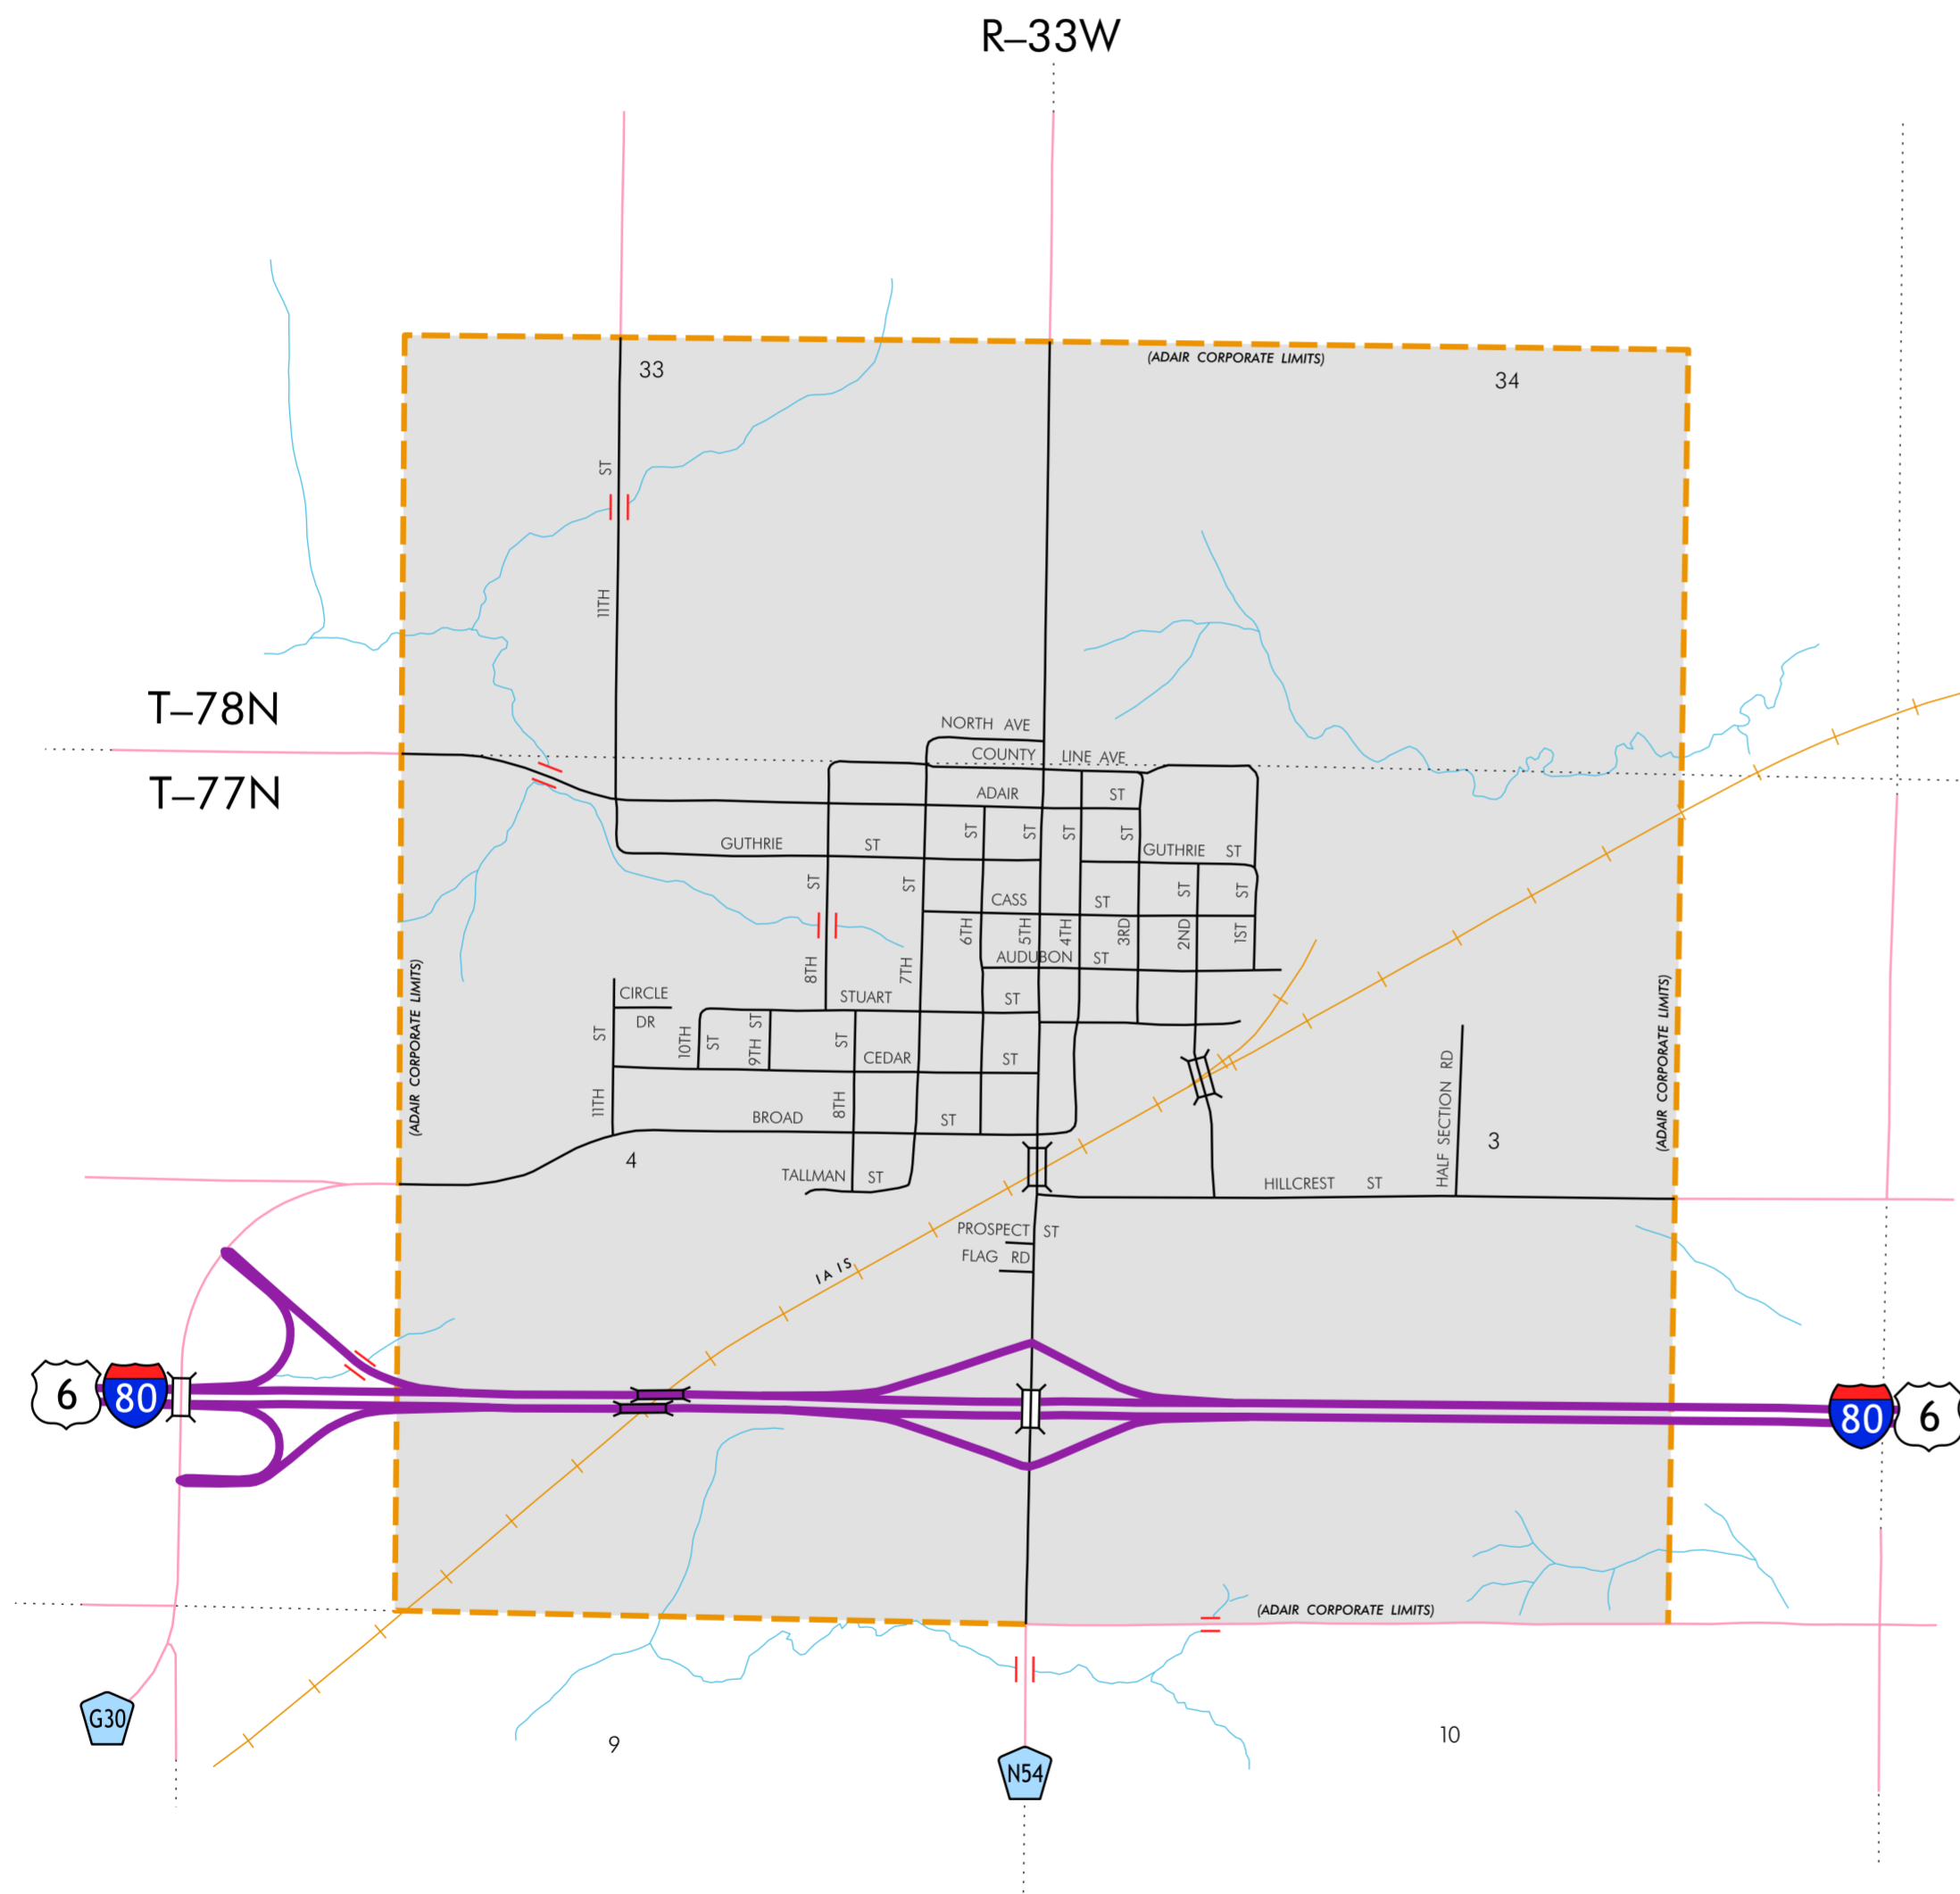 R–33W
(ADAIR CORPORATE LIMITS)
33
34
ST
11TH
T–78N
T–77N
NORTH AVE
COUNTY LINE AVE
ADAIR ST
GUTHRIE ST
ST
ST
ST
ST
GUTHRIE ST
ST
ST
ST
ST
CASS ST
6TH
5TH
4TH
3RD
2ND
1ST
AUDUBON ST
8TH
7TH
(ADAIR CORPORATE LIMITS)
(ADAIR CORPORATE LIMITS)
CIRCLE
DR
STUART ST
ST
10TH
ST
9TH ST
ST
CEDAR ST
11TH
8TH
BROAD ST
HALF SECTION RD
4
3
TALLMAN ST
HILLCREST ST
PROSPECT ST
FLAG RD
IAIS
6
80
80
6
(ADAIR CORPORATE LIMITS)
G30
9
10
N54